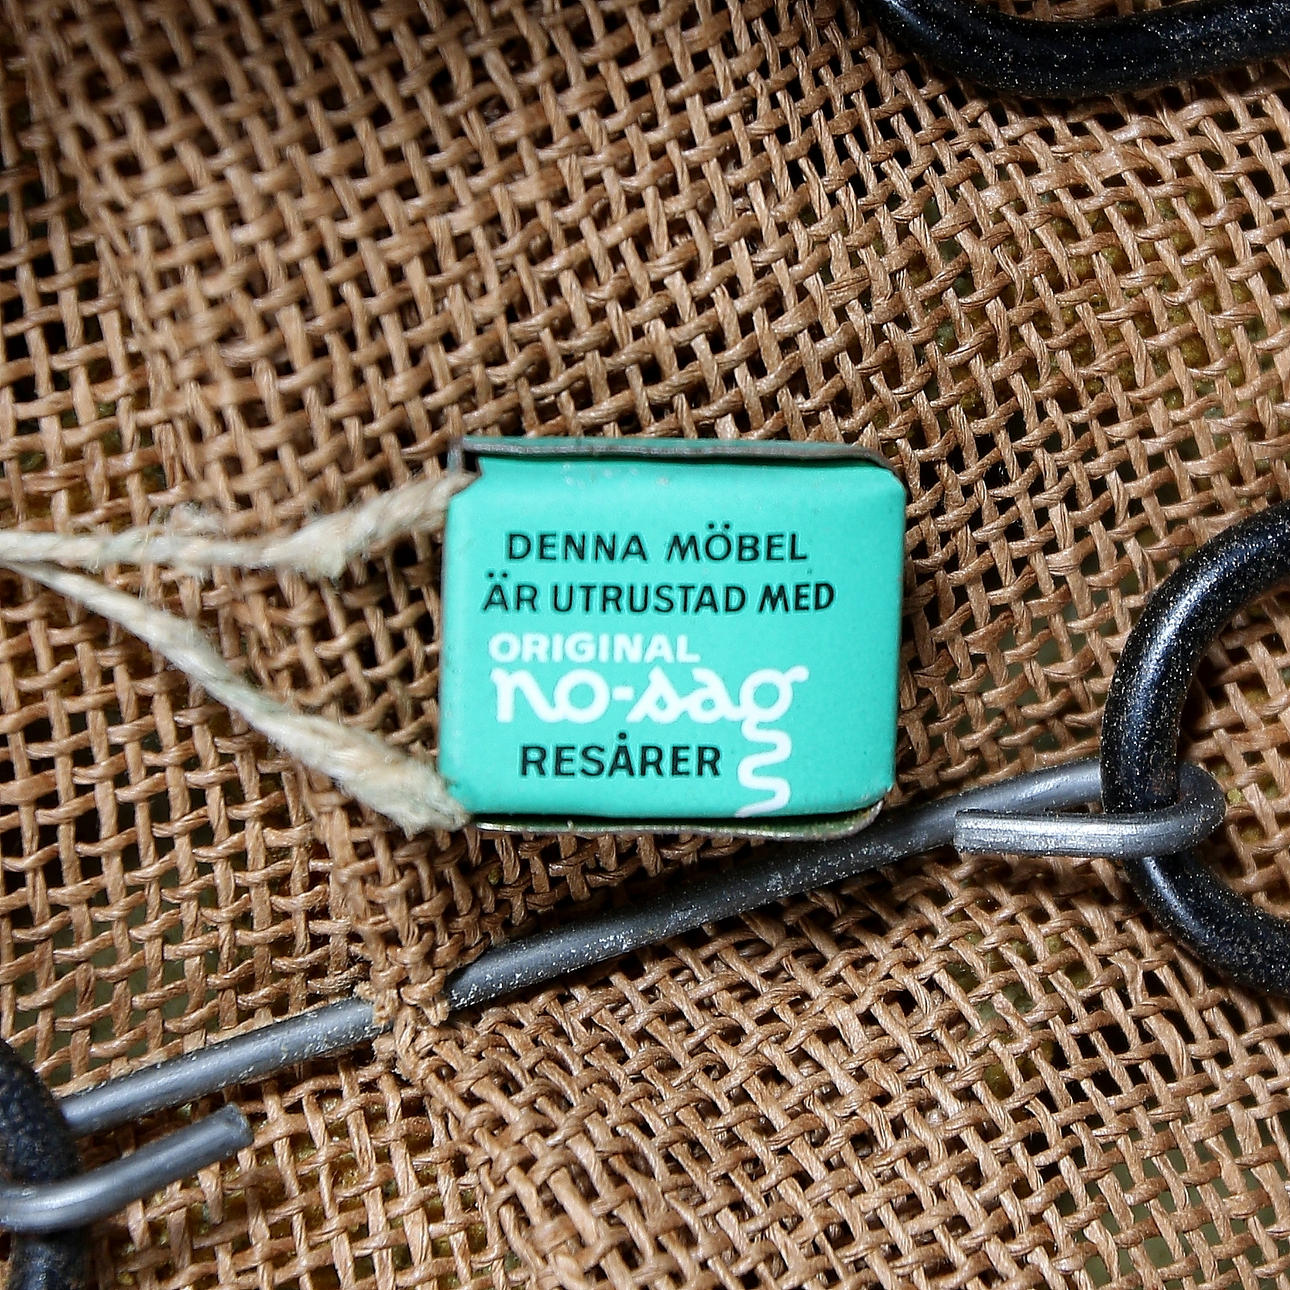 DENNA MÖBEL
ÄR UTRUSTAD MED
ORIGINAL
no-sag
RESÅRER